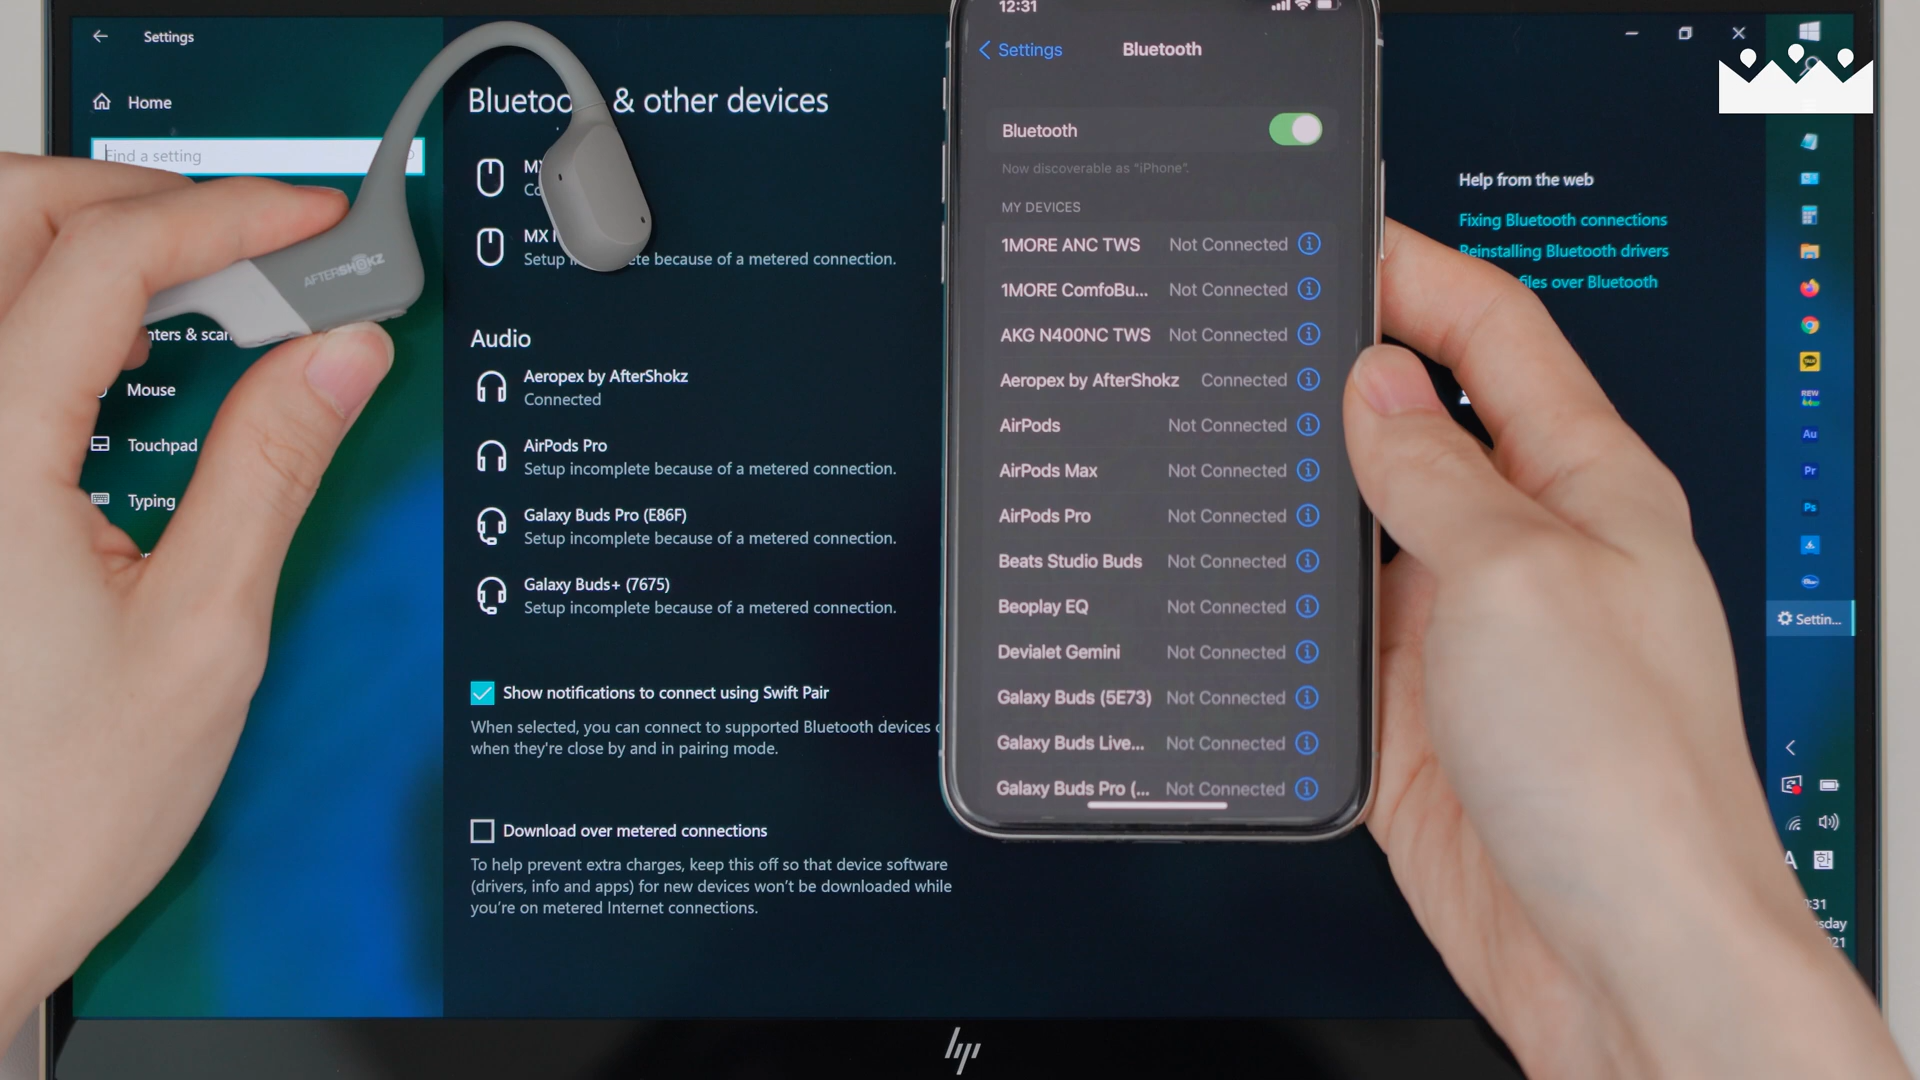 Settings
Home
Find a setting
Mouse
Touchpad
Typing
AFTERSHOKZ
& other devices
Setup
because of a metered connection.
Audio
Aeropex by AfterShokz
Connected
AirPods Pro
Setup incomplete because of a metered connection.
Galaxy Buds Pro (E86F)
Setup incomplete because of a metered connection.
Galaxy Buds+ (7675)
Setup incomplete because of a metered connection.
Show notifications to connect using Swift Pair
When selected, you can connect to supported Bluetooth devices
when they're close by and in pairing mode.
Download over metered connections
To help prevent extra charges, keep this off so that device software
(drivers, info and apps) for new devices won't be downloaded while
you're on metered Internet connections.
12:31
Settings
Bluetooth
Bluetooth
Now discoverable as "iPhone".
MY DEVICES
1MORE ANC TWS Not Connected
1MORE ComfoBu... Not Connected
AKG N400NC TWS Not Connected
Aeropex by AfterShokz Connected
AirPods Not Connected
AirPods Max Not Connected
AirPods Pro Not Connected
Beats Studio Buds Not Connected
Beoplay EQ Not Connected
Devialet Gemini Not Connected
Galaxy Buds (5E73) Not Connected
Galaxy Buds Live... Not Connected
Galaxy Buds Pro (... Not Connected
Help from the web
Fixing Bluetooth connections
Reinstalling Bluetooth drivers
files over Bluetooth
REW
Au
Pr
Ps
Settin...
A 한
hp